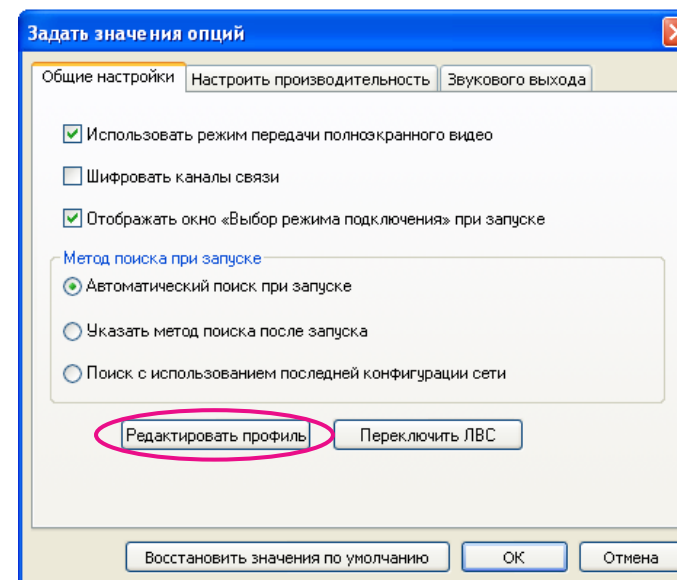 Задать значения опций
Общие настройки Настроить производительность Звукового выхода
Использовать режим передачи полноэкранного видео
Шифровать каналы связи
Отображать окно «Выбор режима подключения» при запуске
Метод поиска при запуске
Автоматический поиск при запуске
Указать метод поиска после запуска
Поиск с использованием последней конфигурации сети
Редактировать профиль Переключить ЛВС
Восстановить значения по умолчанию ОК Отмена